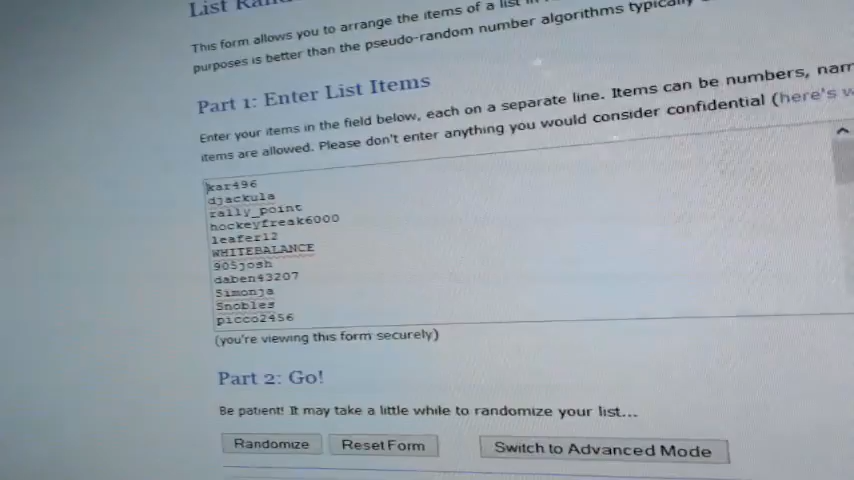 List
This form allows you to arrange the items of a list in
purposes is better than the pseudo-random number algorithms typically
Part 1: Enter List Items
Enter your items in the field below, each on a separate line. Items can be numbers, nam
items are allowed. Please don't enter anything you would consider confidential (here's w
kar496
djackula
rally_point
hockeyfreak6000
leafer12
WHITEBALANCE
905josh
daben43207
Simonja
Snobles
picco2456
(you're viewing this form securely)
Part 2: Go!
Be patient! It may take a little while to randomize your list...
Randomize Reset Form Switch to Advanced Mode